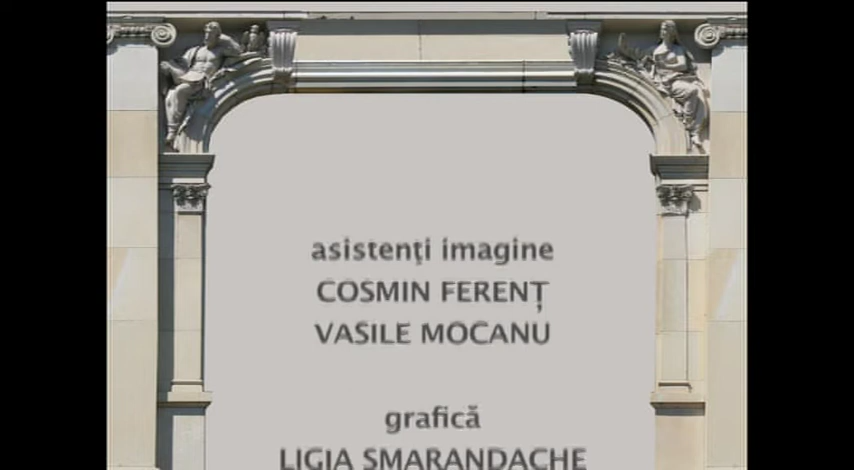 asistenţi imagine
COSMIN FERENŢ
VASILE MOCANU
grafică
LIGIA SMARANDACHE